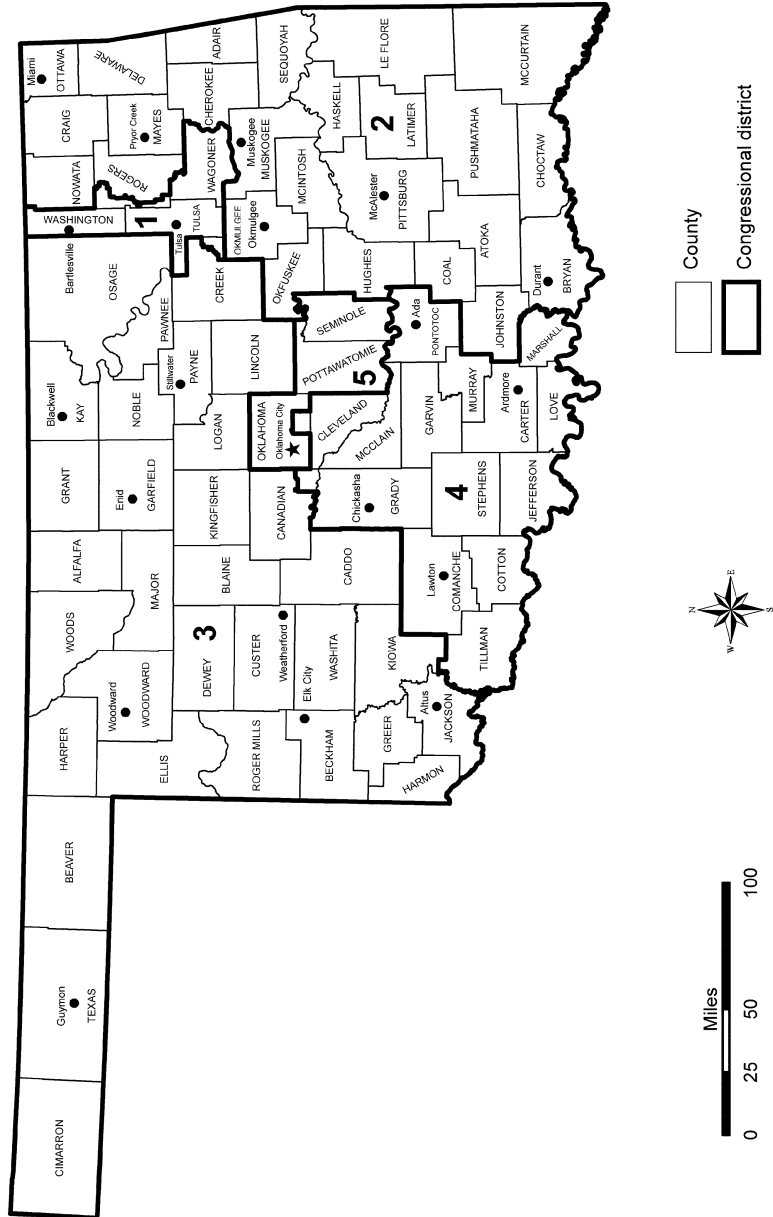 CIMARRON
Guymon
TEXAS
BEAVER
HARPER
WOODS
ALFALFA
GRANT
Blackwell
KAY
OSAGE
Bartlesville
WASHINGTON
NOWATA
CRAIG
Miami
OTTAWA
ELLIS
Woodward
WOODWARD
MAJOR
Enid
GARFIELD
NOBLE
PAWNEE
1
ROGERS
Pryor Creek
MAYES
DELAWARE
ROGER MILLS
DEWEY
3
BLAINE
KINGFISHER
LOGAN
Stillwater
PAYNE
CREEK
Tulsa
TULSA
WAGONER
CHEROKEE
ADAIR
BECKHAM
Elk City
CUSTER
Weatherford
WASHITA
CADDO
CANADIAN
OKLAHOMA
Oklahoma City
LINCOLN
OKFUSKEE
OKMULGEE
Okmulgee
Muskogee
MUSKOGEE
MCINTOSH
SEQUOYAH
HARMON
GREER
KIOWA
Chickasha
GRADY
MCCLAIN
CLEVELAND
POTTAWATOMIE
5
SEMINOLE
HUGHES
McAlester
PITTSBURG
HASKELL
2
LATIMER
LE FLORE
Altus
JACKSON
TILLMAN
Lawton
COMANCHE
COTTON
4
STEPHENS
JEFFERSON
GARVIN
MURRAY
Ardmore
CARTER
LOVE
Ada
PONTOTOC
COAL
JOHNSTON
MARSHALL
ATOKA
PUSHMATAHA
Durant
BRYAN
CHOCTAW
MCCURTAIN
N
W
E
S
County
Congressional district
Miles
0 25 50 100